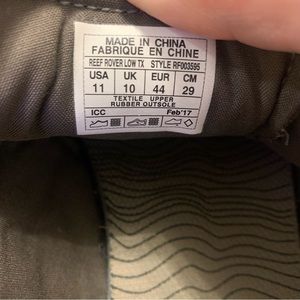 MADE IN CHINA
FABRIQUE EN CHINE
REEF ROVER LOW TX STYLE RF003595
USA UK EUR CM
11 10 44 29
TEXTILE UPPER
RUBBER OUTSOLE
ICC Feb'17